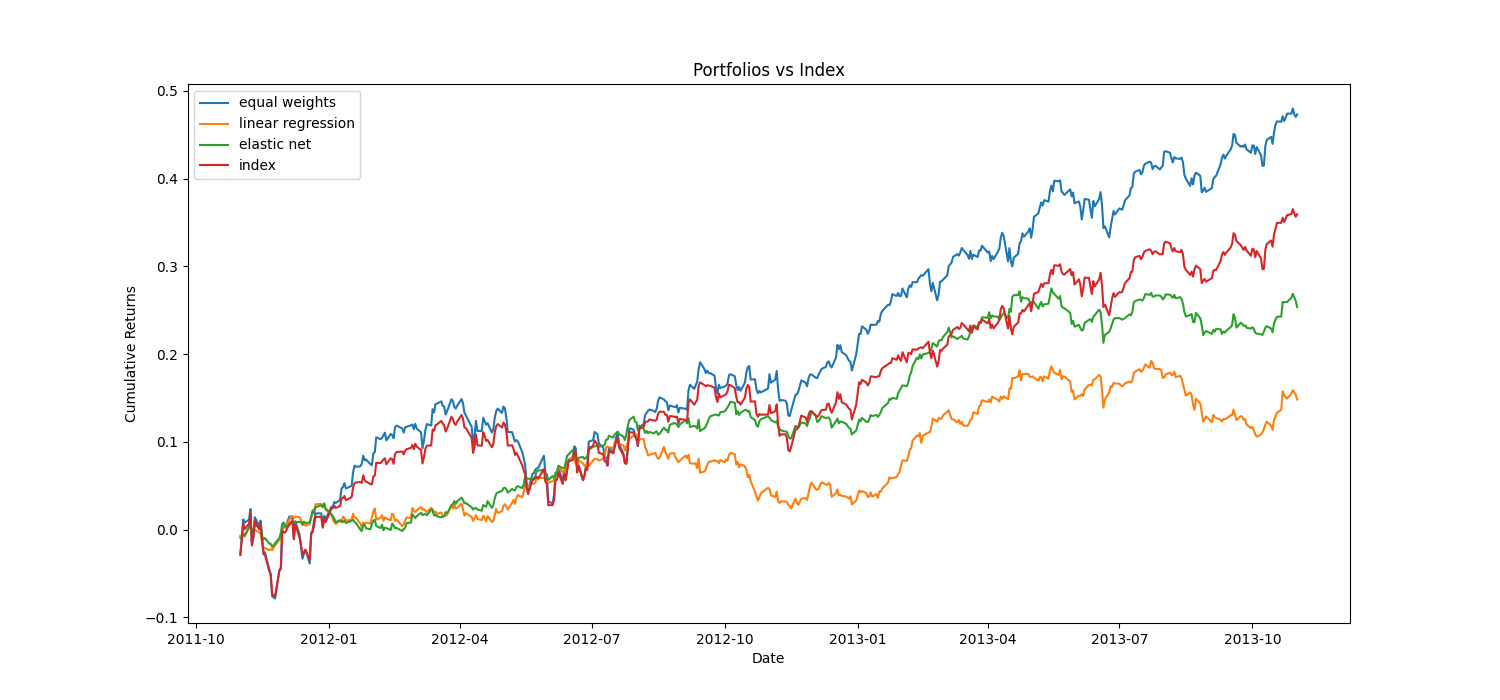 Portfolios vs Index
equal weights
linear regression
elastic net
index
Cumulative Returns
0.5
0.4
0.3
0.2
0.1
0.0
−0.1
2011-10
2012-01
2012-04
2012-07
2012-10
2013-01
2013-04
2013-07
2013-10
Date